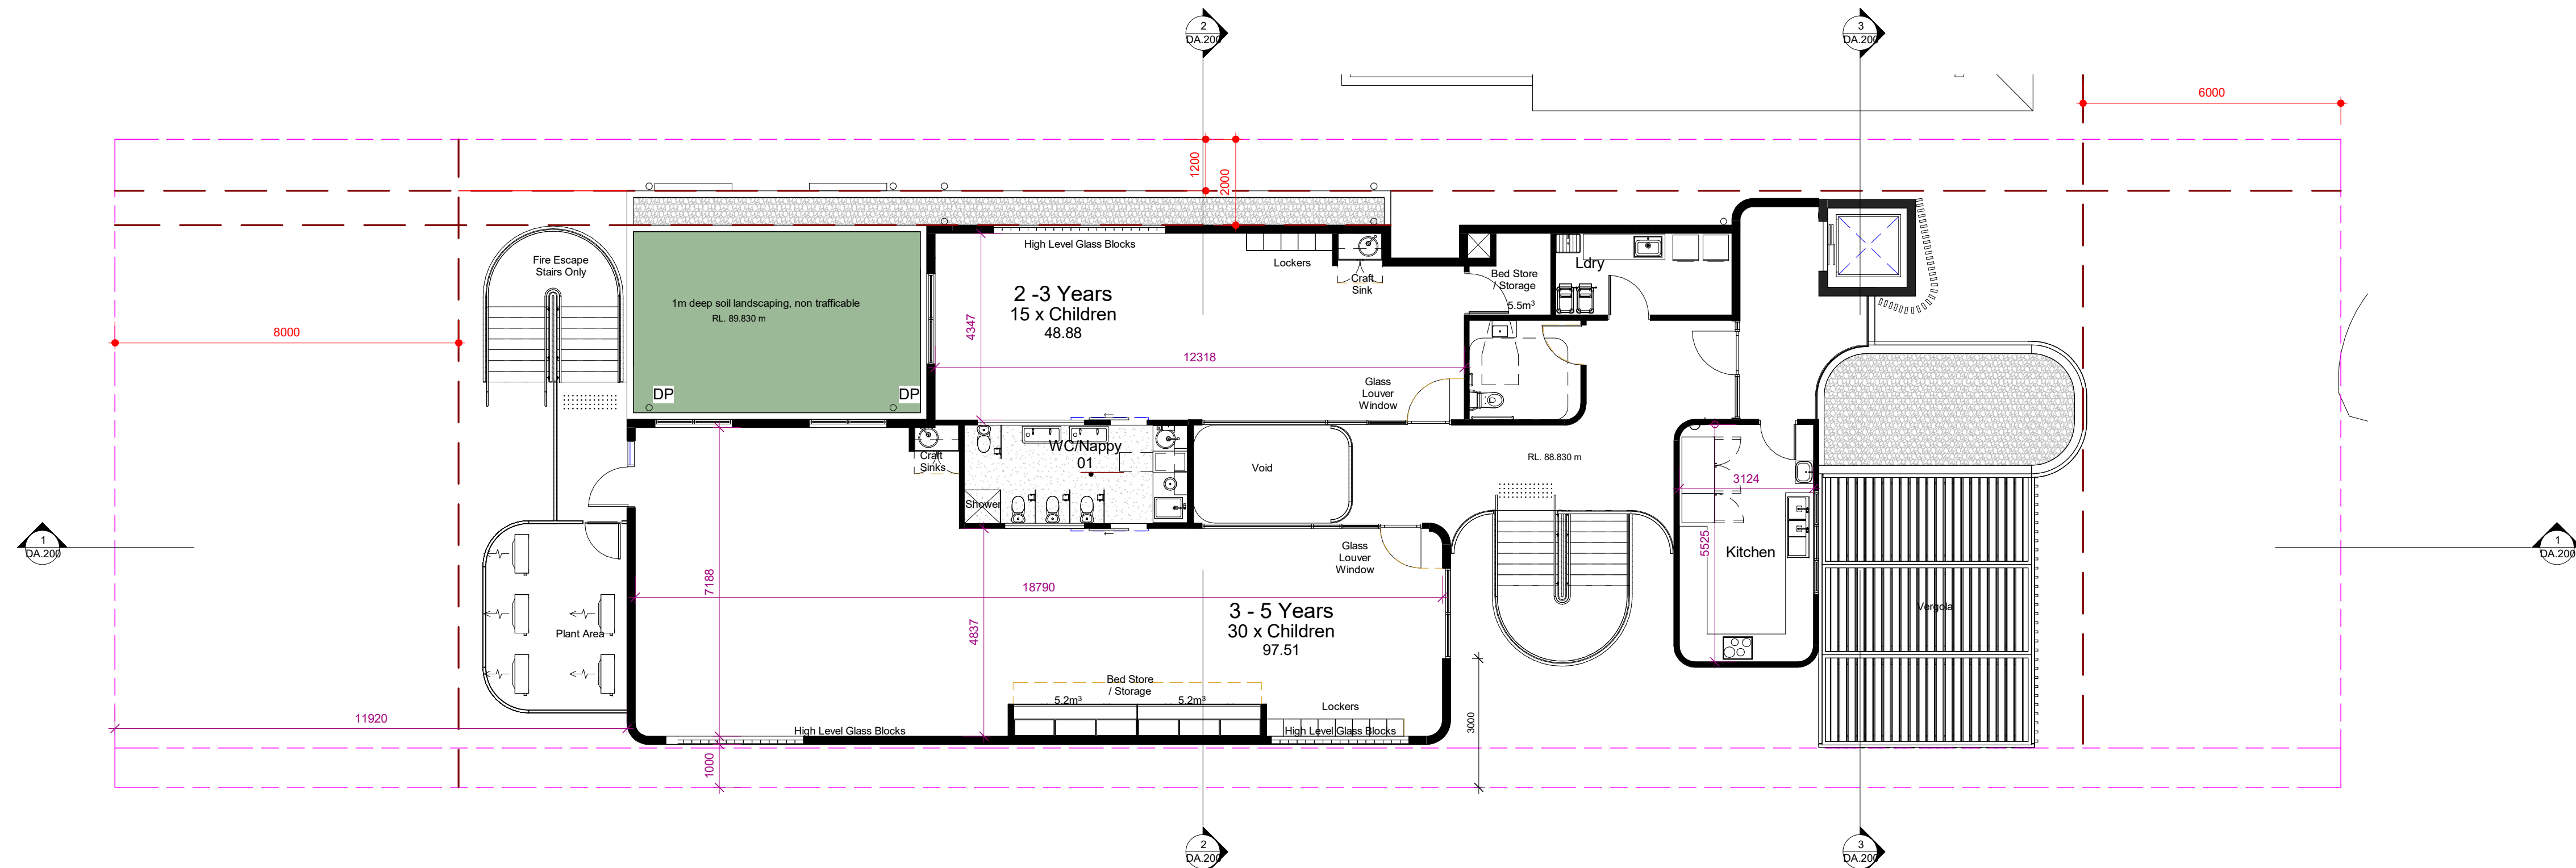 2
DA.200
3
DA.200
6000
1200
2000
Fire Escape
Stairs Only
High Level Glass Blocks
Lockers
Craft
Sink
Bed Store
/ Storage
5.5m³
Ldry
1m deep soil landscaping, non trafficable
RL. 89.830 m
2 -3 Years
15 x Children
48.88
4347
8000
12318
Glass
Louver
Window
DP
DP
WC/Nappy
01
Craft
Sinks
Void
RL. 88.830 m
3124
Shower
1
DA.200
1
DA.200
Glass
Louver
Window
5525
Kitchen
7188
18790
4837
3 - 5 Years
30 x Children
97.51
Vergola
Plant Area
Bed Store
/ Storage
5.2m³
5.2m³
Lockers
11920
High Level Glass Blocks
High Level Glass Blocks
3000
1000
2
DA.200
3
DA.200